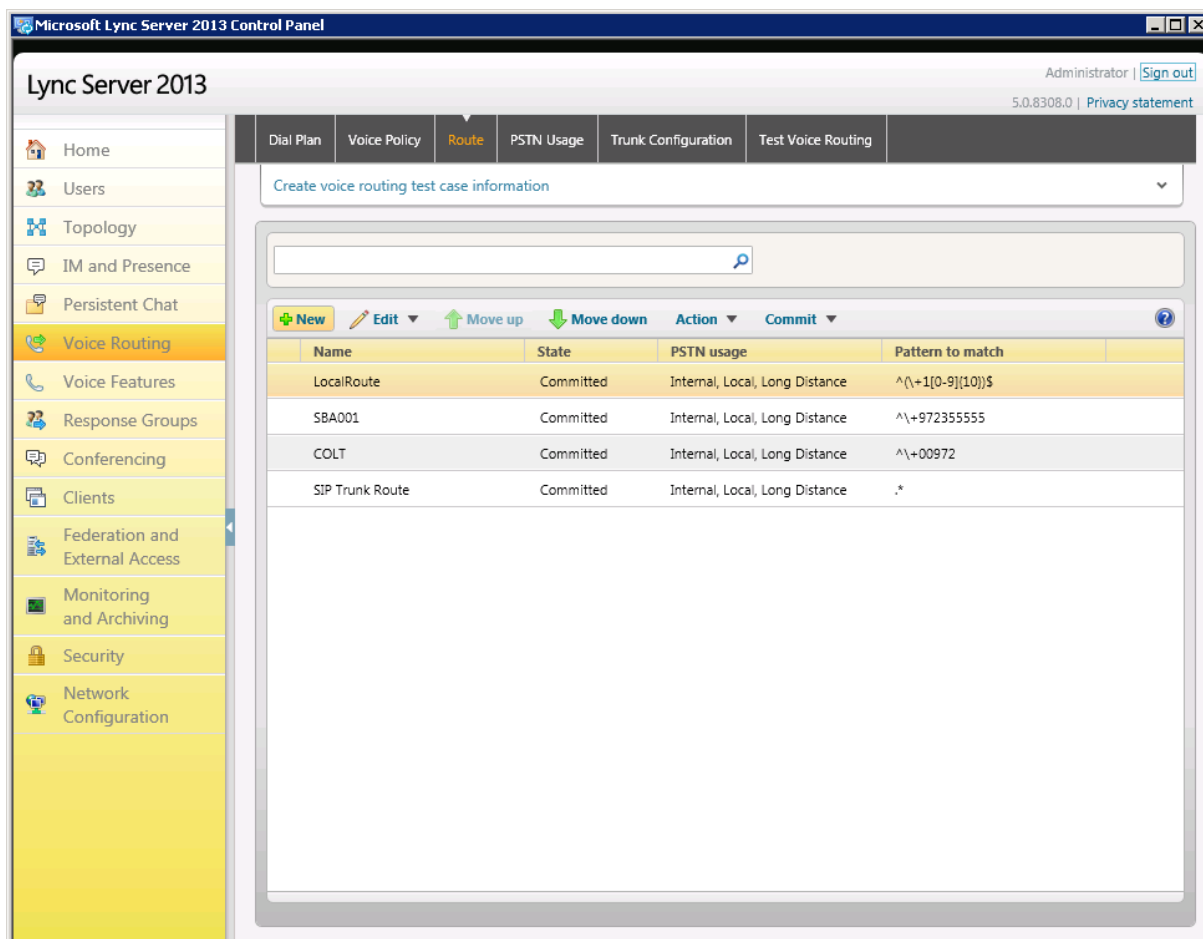 Microsoft Lync Server 2013 Control Panel
Lync Server 2013
Administrator | Sign out
5.0.8308.0 | Privacy statement
Home
Users
Topology
IM and Presence
Persistent Chat
Voice Routing
Voice Features
Response Groups
Conferencing
Clients
Federation and
External Access
Monitoring
and Archiving
Security
Network
Configuration
Dial Plan Voice Policy Route PSTN Usage Trunk Configuration Test Voice Routing
Create voice routing test case information
New Edit Move up Move down Action Commit
Name State PSTN usage Pattern to match
LocalRoute Committed Internal, Local, Long Distance ^(\+1[0-9]{10})$
SBA001 Committed Internal, Local, Long Distance ^\+972355555
COLT Committed Internal, Local, Long Distance ^\+00972
SIP Trunk Route Committed Internal, Local, Long Distance .*